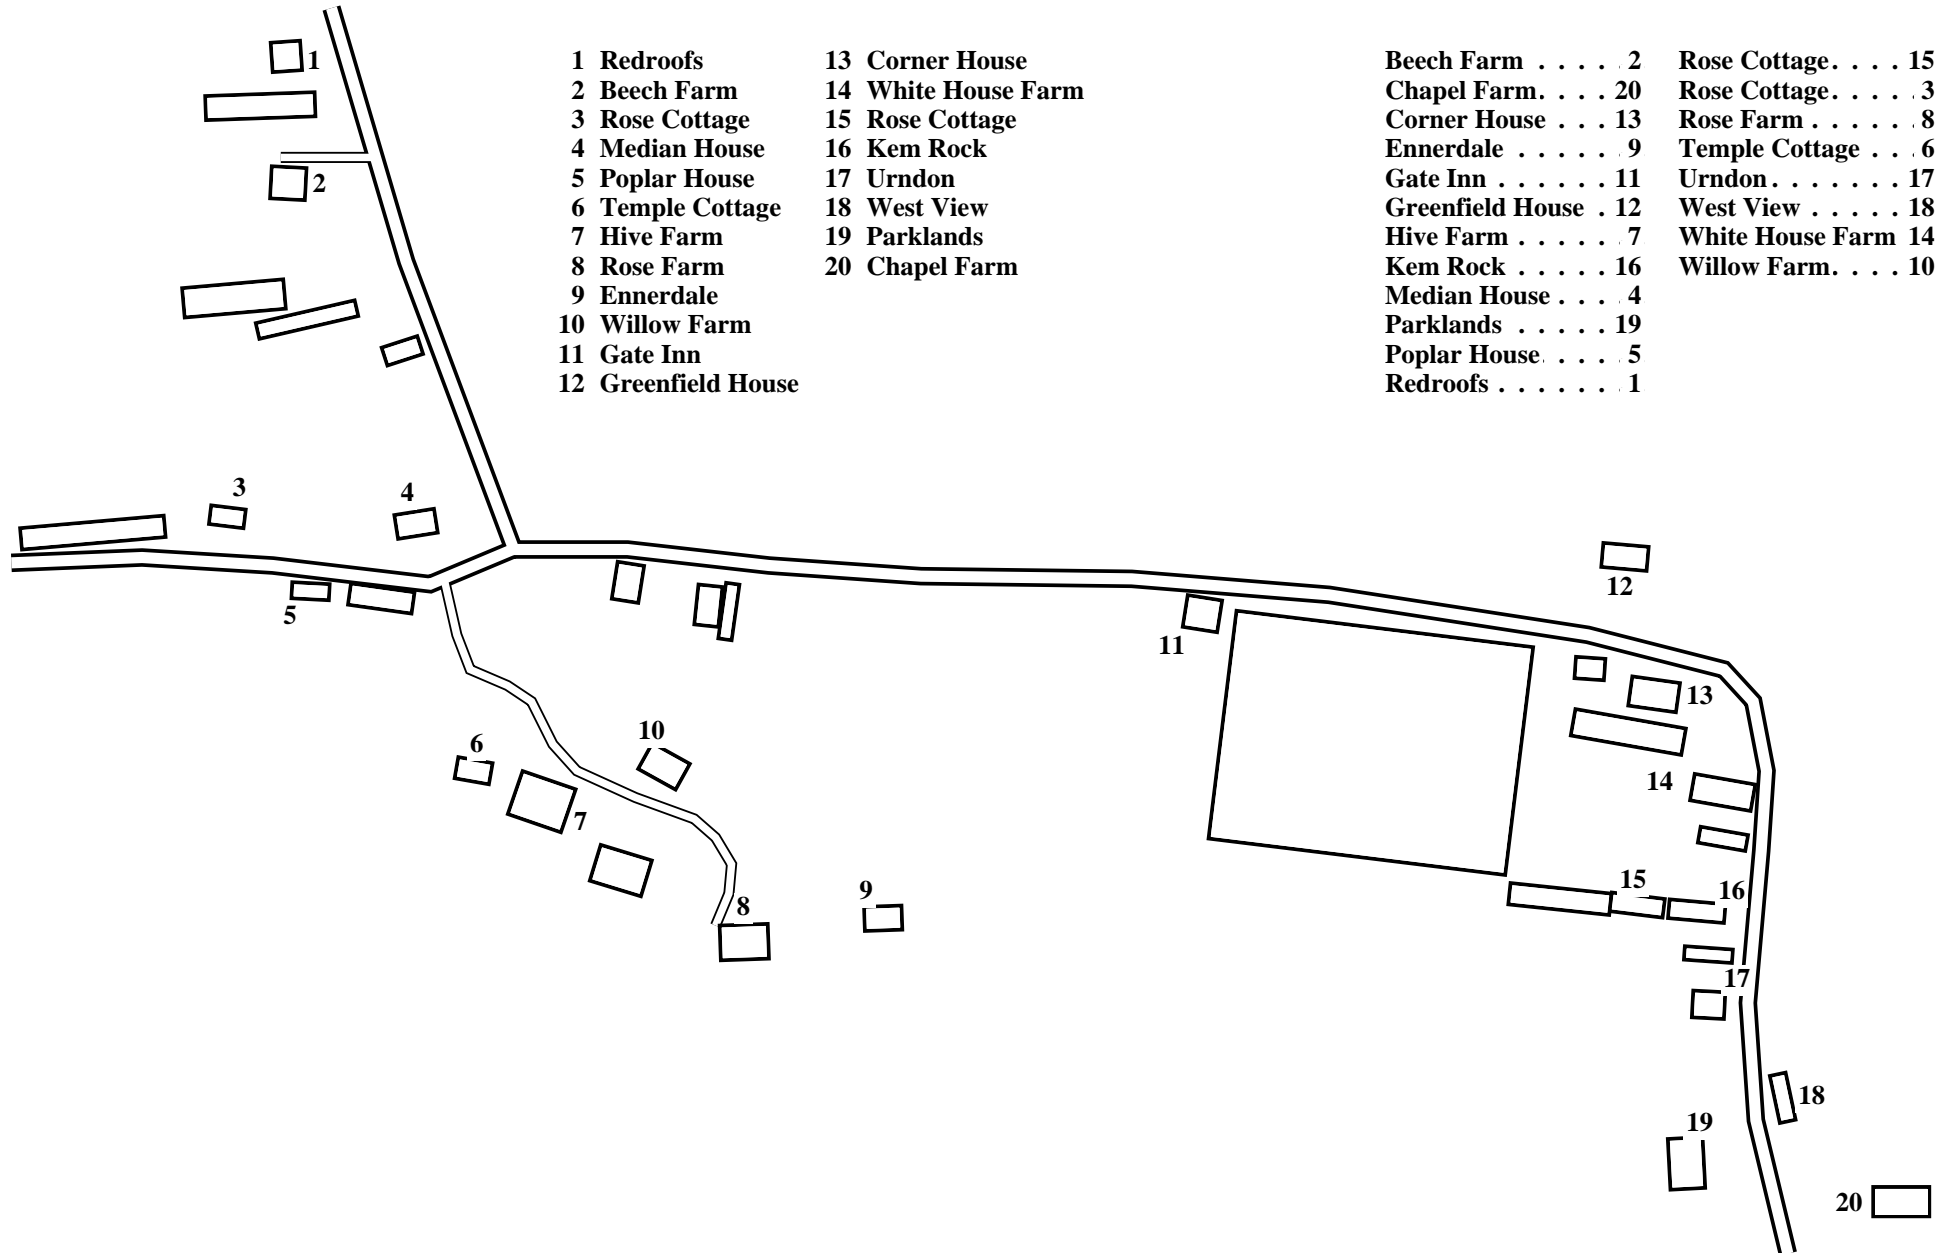 1 Redroofs
2 Beech Farm
3 Rose Cottage
4 Median House
5 Poplar House
6 Temple Cottage
7 Hive Farm
8 Rose Farm
9 Ennerdale
10 Willow Farm
11 Gate Inn
12 Greenfield House
13 Corner House
14 White House Farm
15 Rose Cottage
16 Kem Rock
17 Urndon
18 West View
19 Parklands
20 Chapel Farm
Beech Farm . . . . . 2
Chapel Farm. . . . 20
Corner House . . . 13
Ennerdale . . . . . . 9
Gate Inn . . . . . . 11
Greenfield House . 12
Hive Farm . . . . . 7
Kem Rock . . . . . 16
Median House . . . . 4
Parklands . . . . . 19
Poplar House. . . . . 5
Redroofs . . . . . . . 1
Rose Cottage. . . . 15
Rose Cottage. . . . . 3
Rose Farm . . . . . . 8
Temple Cottage . . . 6
Urndon. . . . . . . 17
West View . . . . . 18
White House Farm 14
Willow Farm. . . . 10
1
2
3
4
5
6
7
8
9
10
11
12
13
14
15
16
17
18
19
20